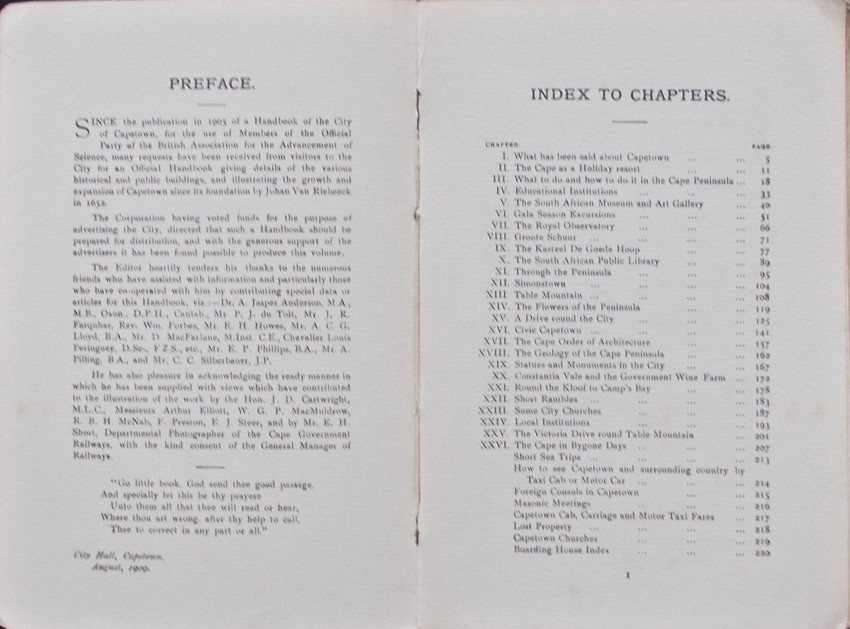 PREFACE.
SINCE the publication in 1905 of a Handbook of the City
of Capetown, for the use of Members of the Official
Party of the British Association for the Advancement of
Science, many requests have been received from visitors to the
City for an Official Handbook giving details of the various
historical and public buildings, and illustrating the growth and
expansion of Capetown since its foundation by Johan Van Riebeeck
in 1652.
The Corporation having voted funds for the purpose of
advertising the City, directed that such a Handbook should be
prepared for distribution, and with the generous support of the
advertisers it has been found possible to produce this volume.
The Editor heartily tenders his thanks to the numerous
friends who have assisted with information and particularly those
who have co-operated with him by contributing special data or
articles for this Handbook, viz :—Dr. A. Jasper Anderson, M.A.,
M.B., Oxon., D.P.H., Cantab., Mr. P. J. du Toit, Mr. J. R.
Farquhar, Rev. Wm. Forbes, Mr. E. H. Howes, Mr. A. C. G.
Lloyd, B.A., Mr. D. MacFarlane, M.Inst. C.E., Chevalier Louis
Peringuey, D.Sc., F.Z.S., etc., Mr. E. P. Phillips, B.A., Mr. A.
Pilling, B.A., and Mr. C. C. Silberbauer, J.P.
He has also pleasure in acknowledging the ready manner in
which he has been supplied with views which have contributed
to the illustration of the work by the Hon. J. D. Cartwright,
M.L.C., Messieurs Arthur Elliott, W. G. P. MacMuldrow,
R. B. H. McNab, F. Preston, E. J. Steer, and by Mr. E. H.
Short, Departmental Photographer of the Cape Government
Railways, with the kind consent of the General Manager of
Railways.
"Go little book. God send thee good passage,
And specially let this be thy prayere
Unto them all that thee will read or hear,
Where thou art wrong, after thy help to call,
Thee to correct in any part or all."
City Hall, Capetown,
August, 1909.
INDEX TO CHAPTERS.
CHAPTER. PAGE.
I. What has been said about Capetown ... ... 5
II. The Cape as a Holiday resort ... ... 11
III. What to do and how to do it in the Cape Peninsula ... 18
IV. Educational Institutions ... ... ... 33
V. The South African Museum and Art Gallery ... 40
VI. Gala Season Excursions ... ... ... 51
VII. The Royal Observatory ... ... ... 66
VIII. Groote Schuur ... ... ... ... 71
IX. The Kasteel De Goede Hoop ... ... 77
X. The South African Public Library ... ... 89
XI. Through the Peninsula ... ... ... 95
XII. Simonstown ... ... ... ... 104
XIII. Table Mountain ... ... ... ... 108
XIV. The Flowers of the Peninsula ... ... 119
XV. A Drive round the City ... ... ... 125
XVI. Civic Capetown ... ... ... ... 141
XVII. The Cape Order of Architecture ... ... 157
XVIII. The Geology of the Cape Peninsula ... ... 162
XIX. Statues and Monuments in the City ... ... 167
XX. Constantia Vale and the Government Wine Farm ... 172
XXI. Round the Kloof to Camp's Bay ... ... 178
XXII. Short Rambles ... ... ... ... 183
XXIII. Some City Churches ... ... ... 187
XXIV. Local Institutions ... ... ... 193
XXV. The Victoria Drive round Table Mountain ... 201
XXVI. The Cape in Bygone Days ... ... ... 207
Short Sea Trips ... ... ... ... 213
How to see Capetown and surrounding country by
Taxi Cab or Motor Car ... ... ... 214
Foreign Consuls in Capetown ... ... 215
Masonic Meetings ... ... ... 216
Capetown Cab, Carriage and Motor Taxi Fares ... 217
Lost Property ... ... ... ... 218
Capetown Churches ... ... ... 219
Boarding House Index ... ... ... 220
1